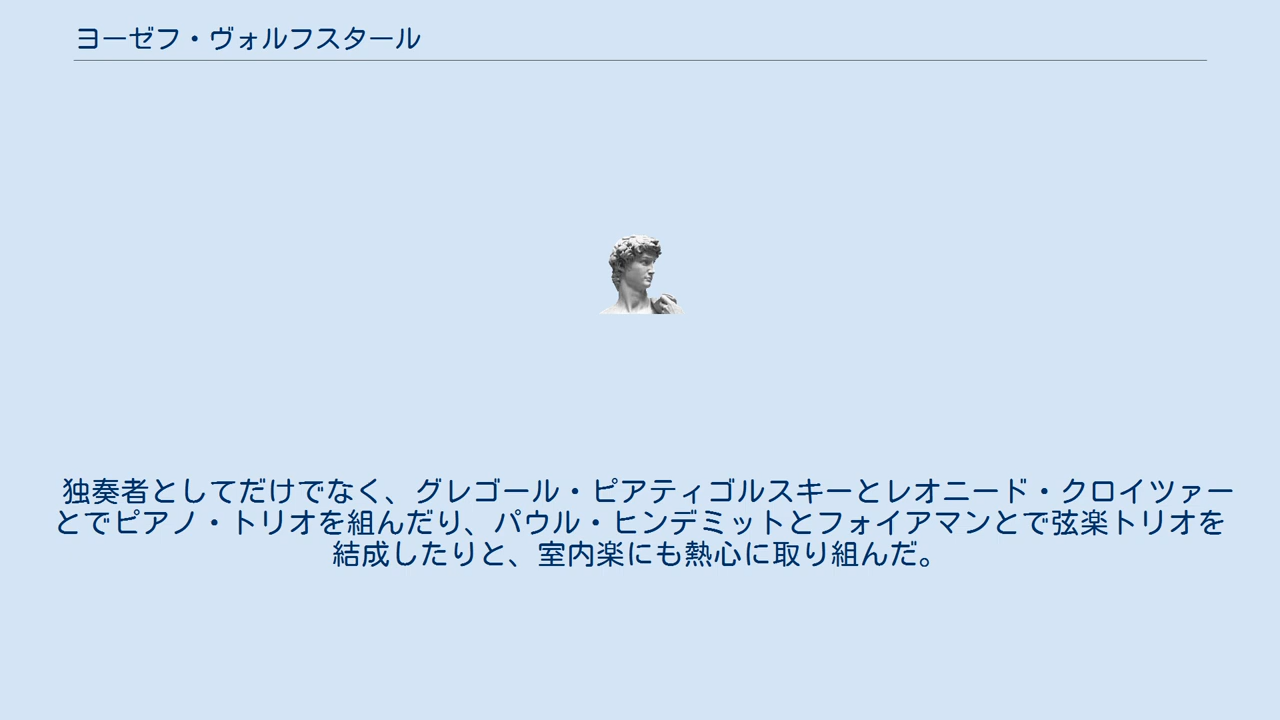 ヨーゼフ・ヴォルフスタール
独奏者としてだけでなく、グレゴール・ピアティゴルスキーとレオニード・クロイツァー
とでピアノ・トリオを組んだり、パウル・ヒンデミットとフォイアマンとで弦楽トリオを
結成したりと、室内楽にも熱心に取り組んだ。